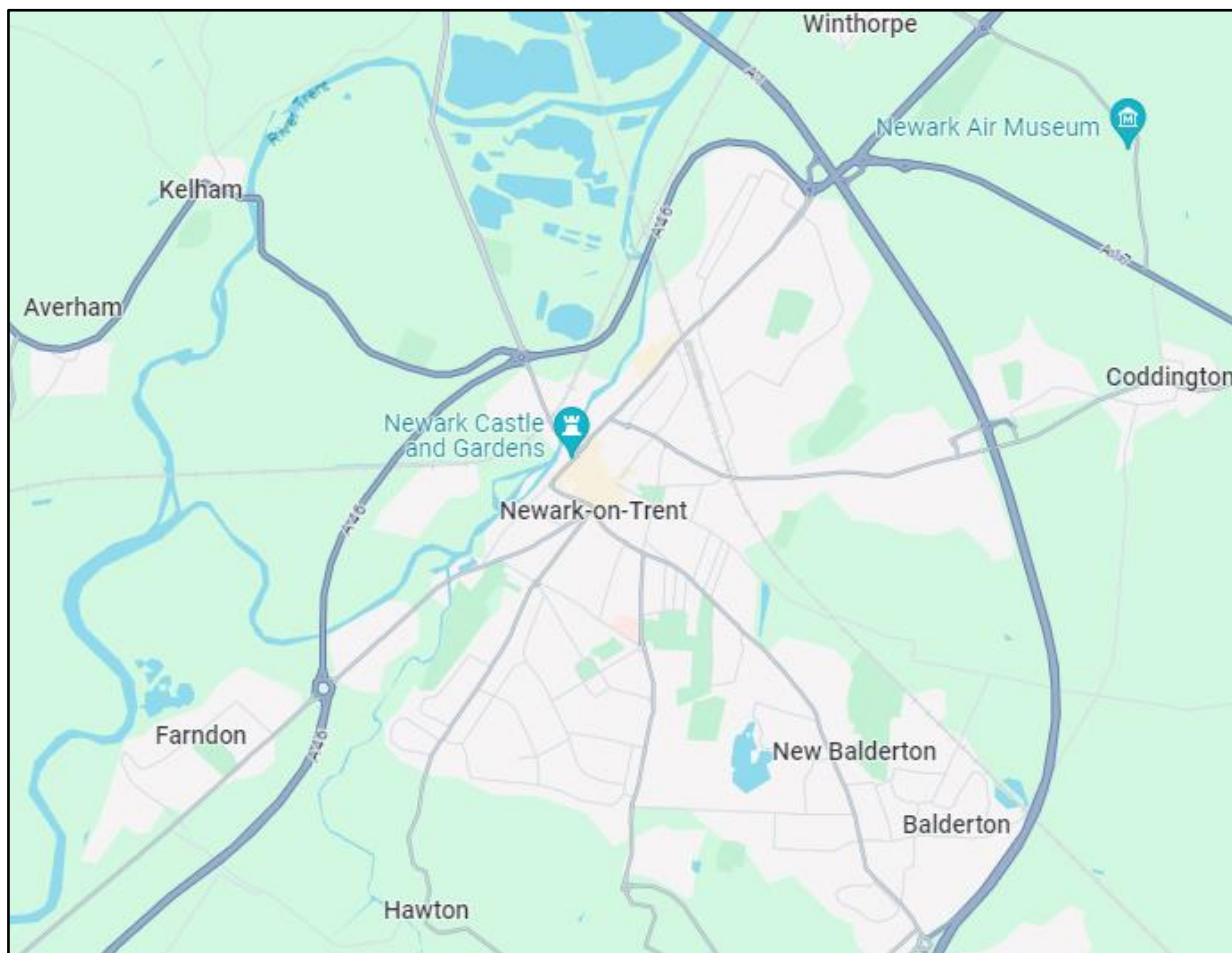 Winthorpe
A1
River Trent
Newark Air Museum
M
Kelham
A46
A17
Averham
Coddington
Newark Castle
and Gardens
Newark-on-Trent
A46
Farndon
A46
New Balderton
Balderton
Hawton